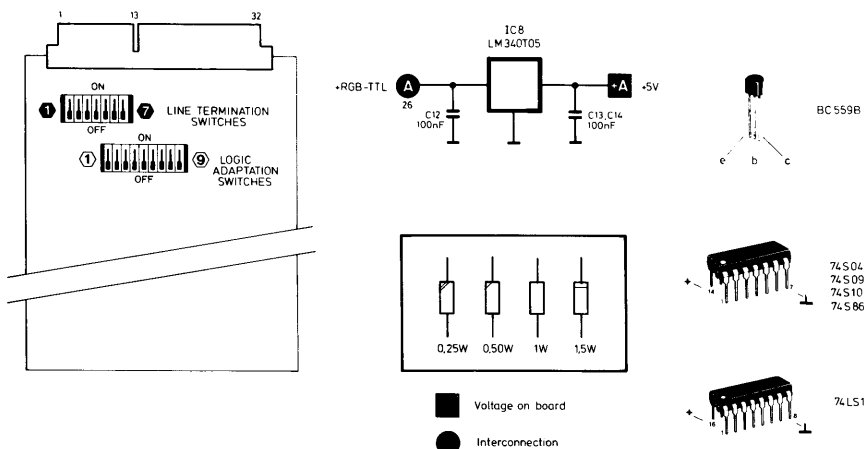 1 13 32
ON
1 7 LINE TERMINATION
SWITCHES
OFF
ON
1 9 LOGIC
ADAPTATION
SWITCHES
OFF
IC8
LM340T05
+RGB-TTL A +A +5V
26
C12
100nF
C13,C14
100nF
BC559B
e b c
0,25W 0,50W 1W 1,5W
Voltage on board
Interconnection
74S04
74S09
74S10
74S86
+ 14 1 7
74LS1
+ 16 1 8